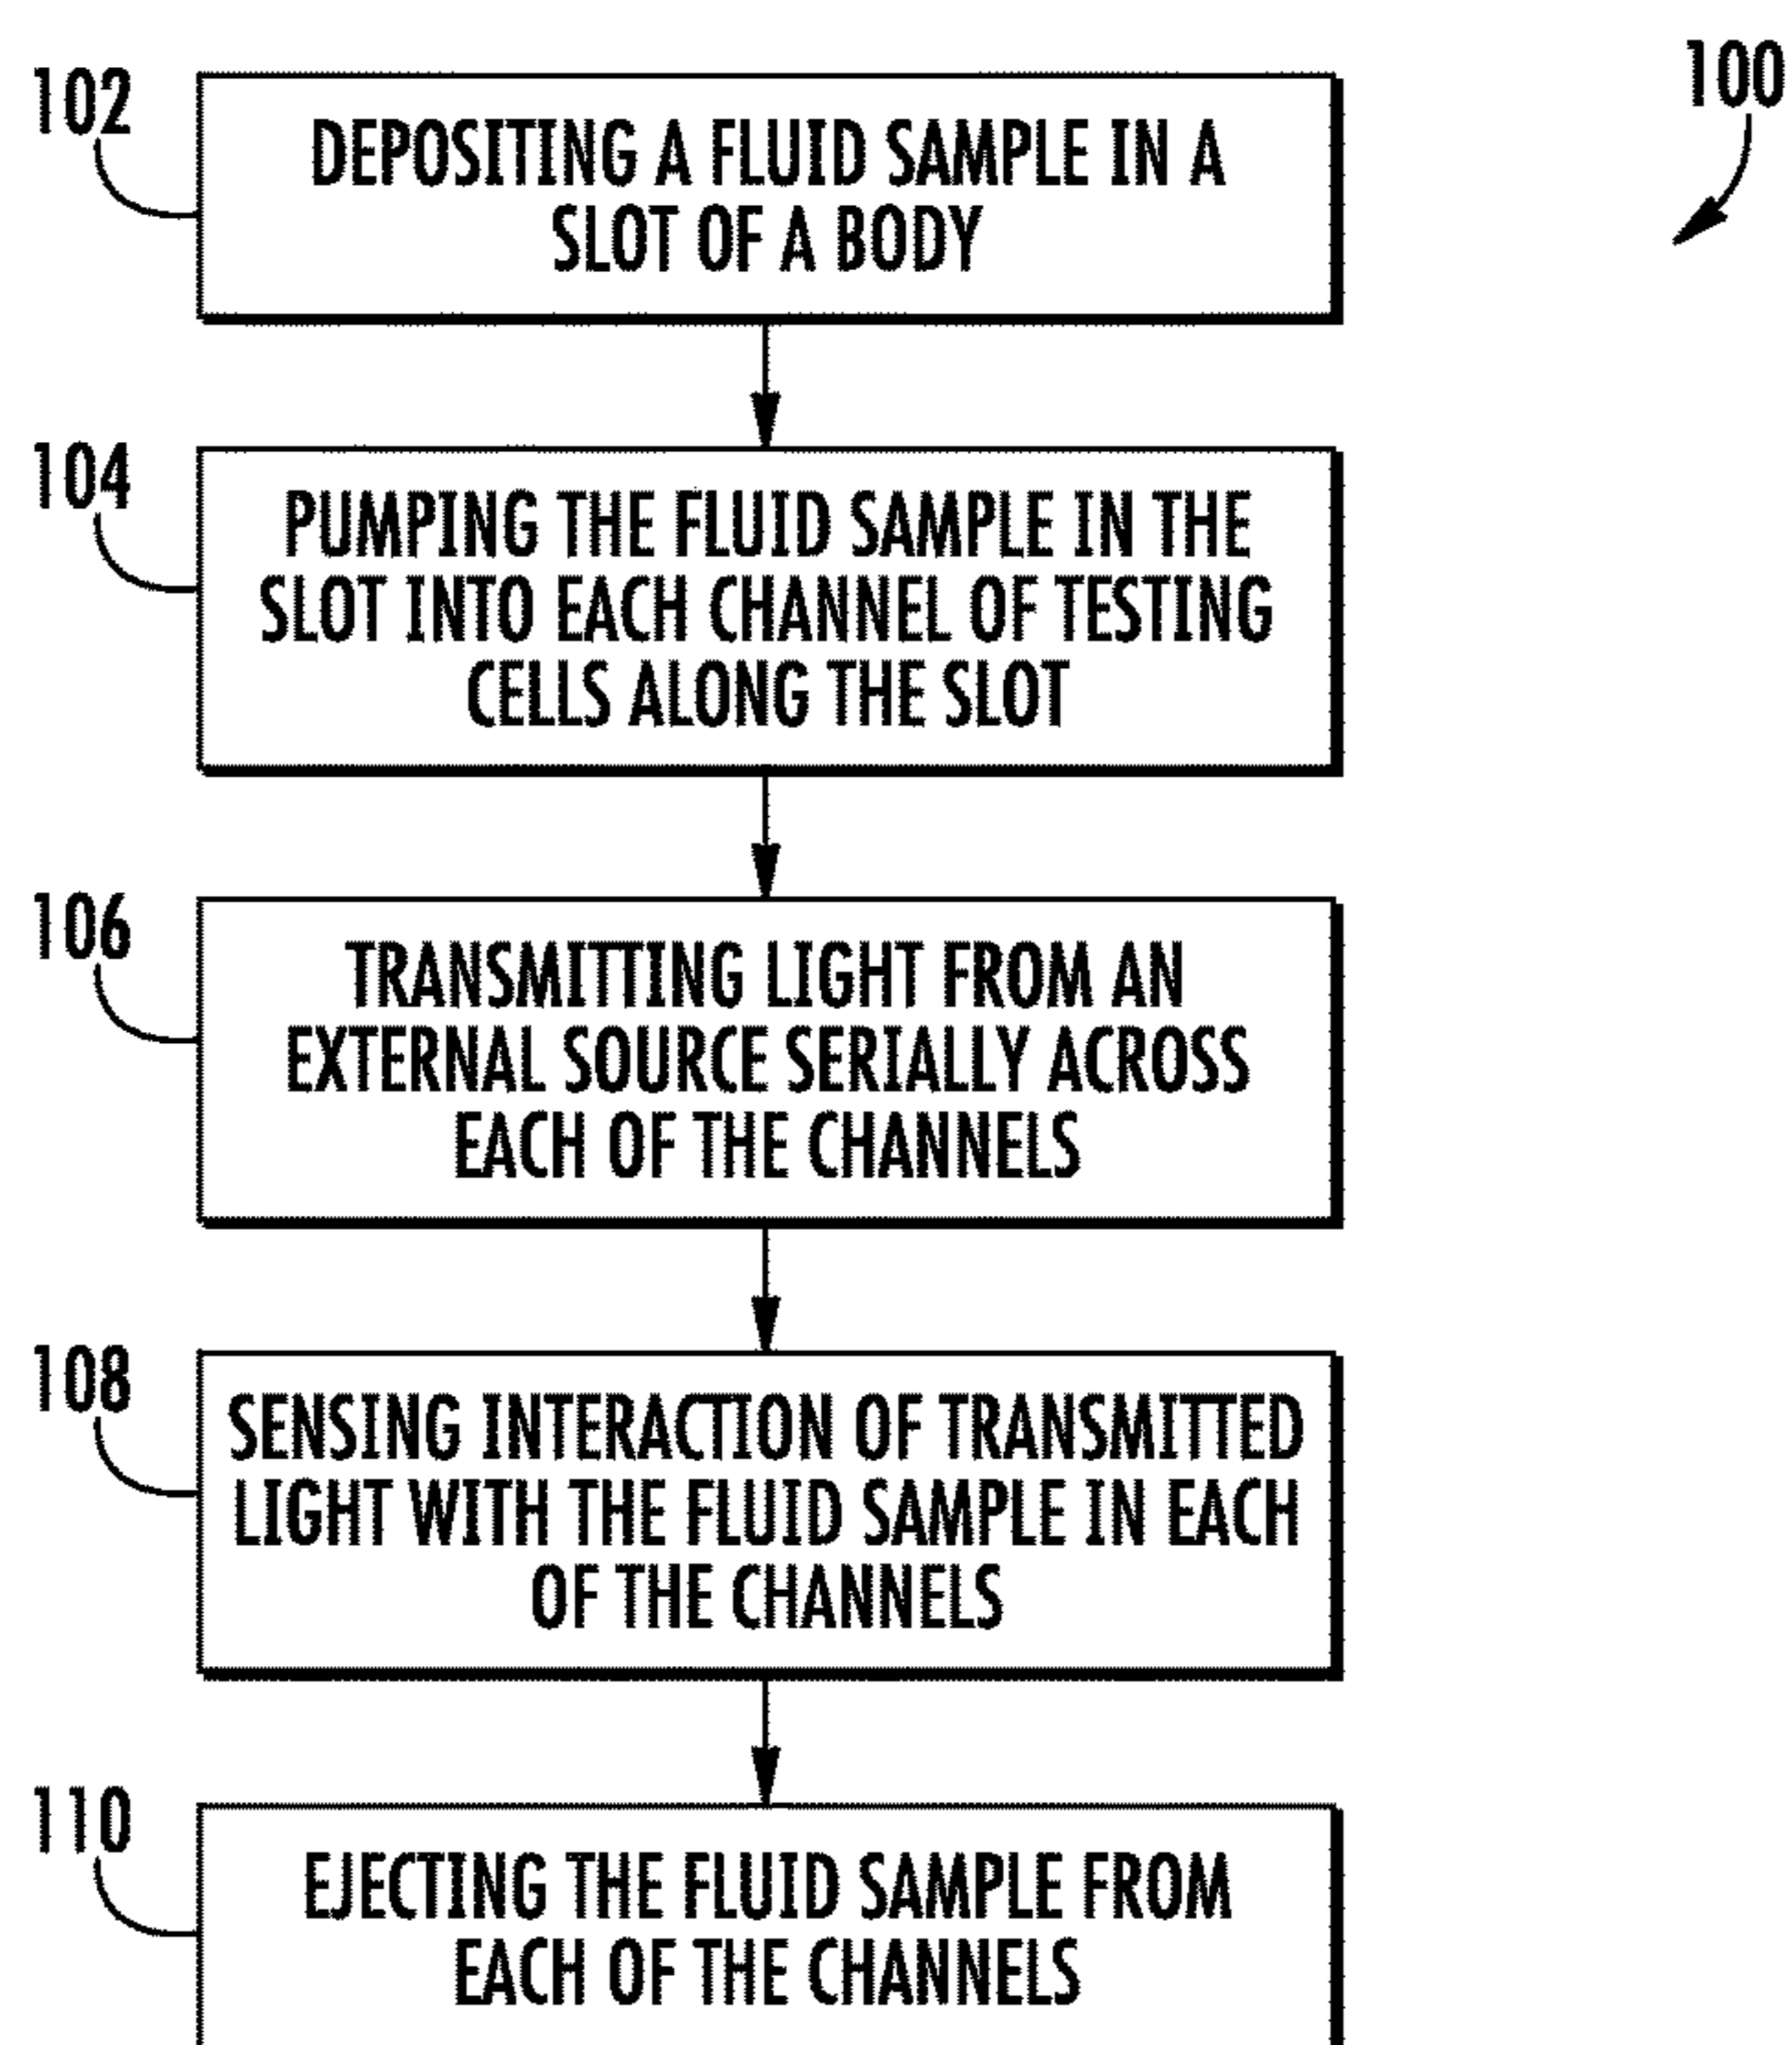 100
102
DEPOSITING A FLUID SAMPLE IN A
SLOT OF A BODY
104
PUMPING THE FLUID SAMPLE IN THE
SLOT INTO EACH CHANNEL OF TESTING
CELLS ALONG THE SLOT
106
TRANSMITTING LIGHT FROM AN
EXTERNAL SOURCE SERIALLY ACROSS
EACH OF THE CHANNELS
108
SENSING INTERACTION OF TRANSMITTED
LIGHT WITH THE FLUID SAMPLE IN EACH
OF THE CHANNELS
110
EJECTING THE FLUID SAMPLE FROM
EACH OF THE CHANNELS